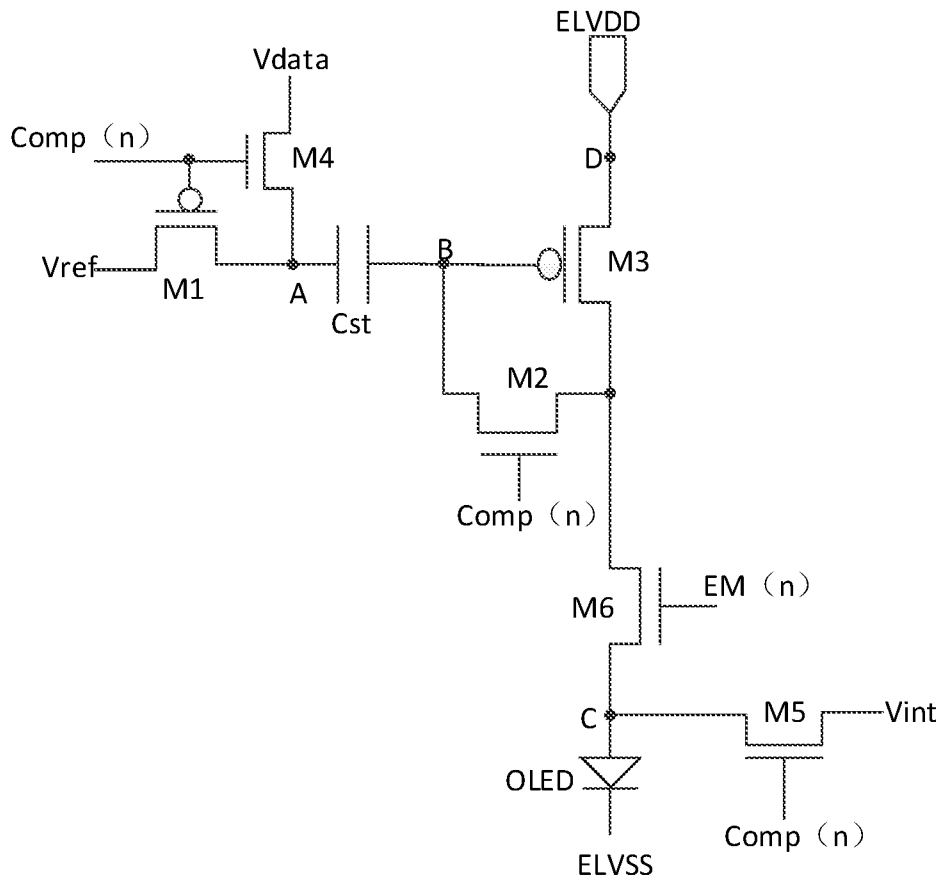 ELVDD
Vdata
Comp（n）
M4
D
B
M3
Vref
M1
A
Cst
M2
Comp（n）
EM（n）
M6
C
M5
Vint
OLED
Comp（n）
ELVSS